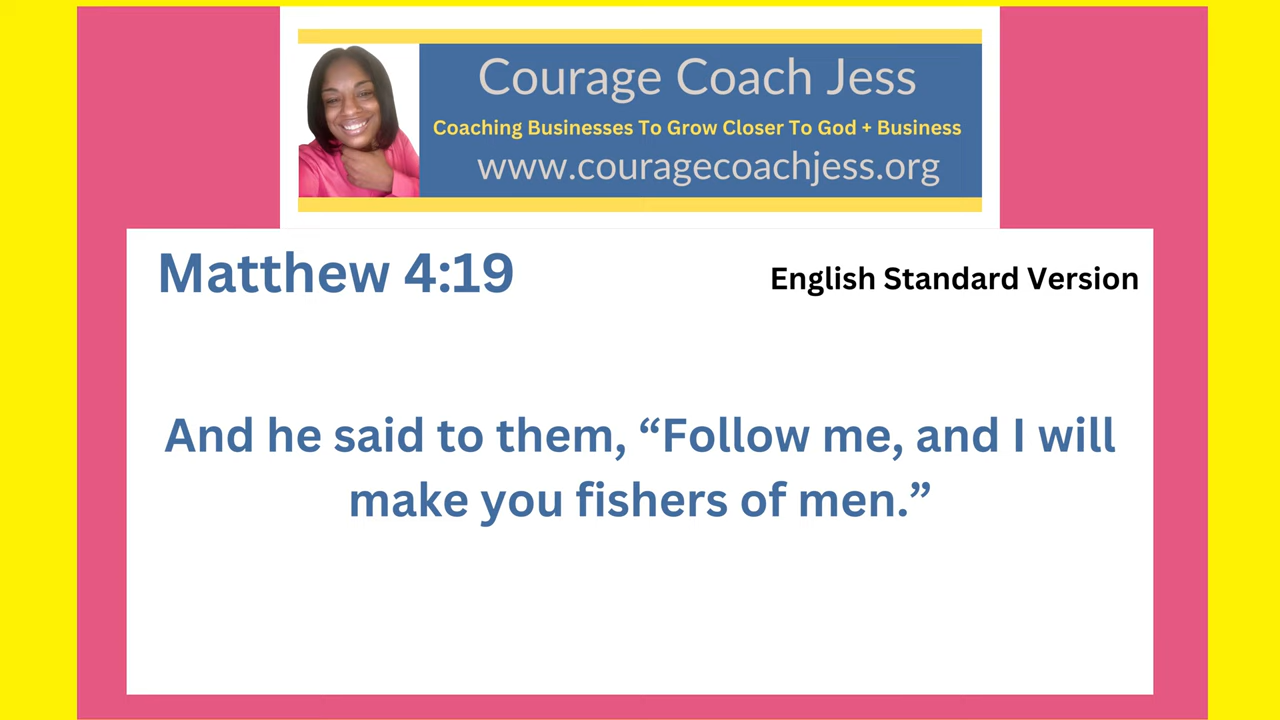 Courage Coach Jess
Coaching Businesses To Grow Closer To God + Business
www.couragecoachjess.org
Matthew 4:19
English Standard Version
And he said to them, “Follow me, and I will
make you fishers of men.”